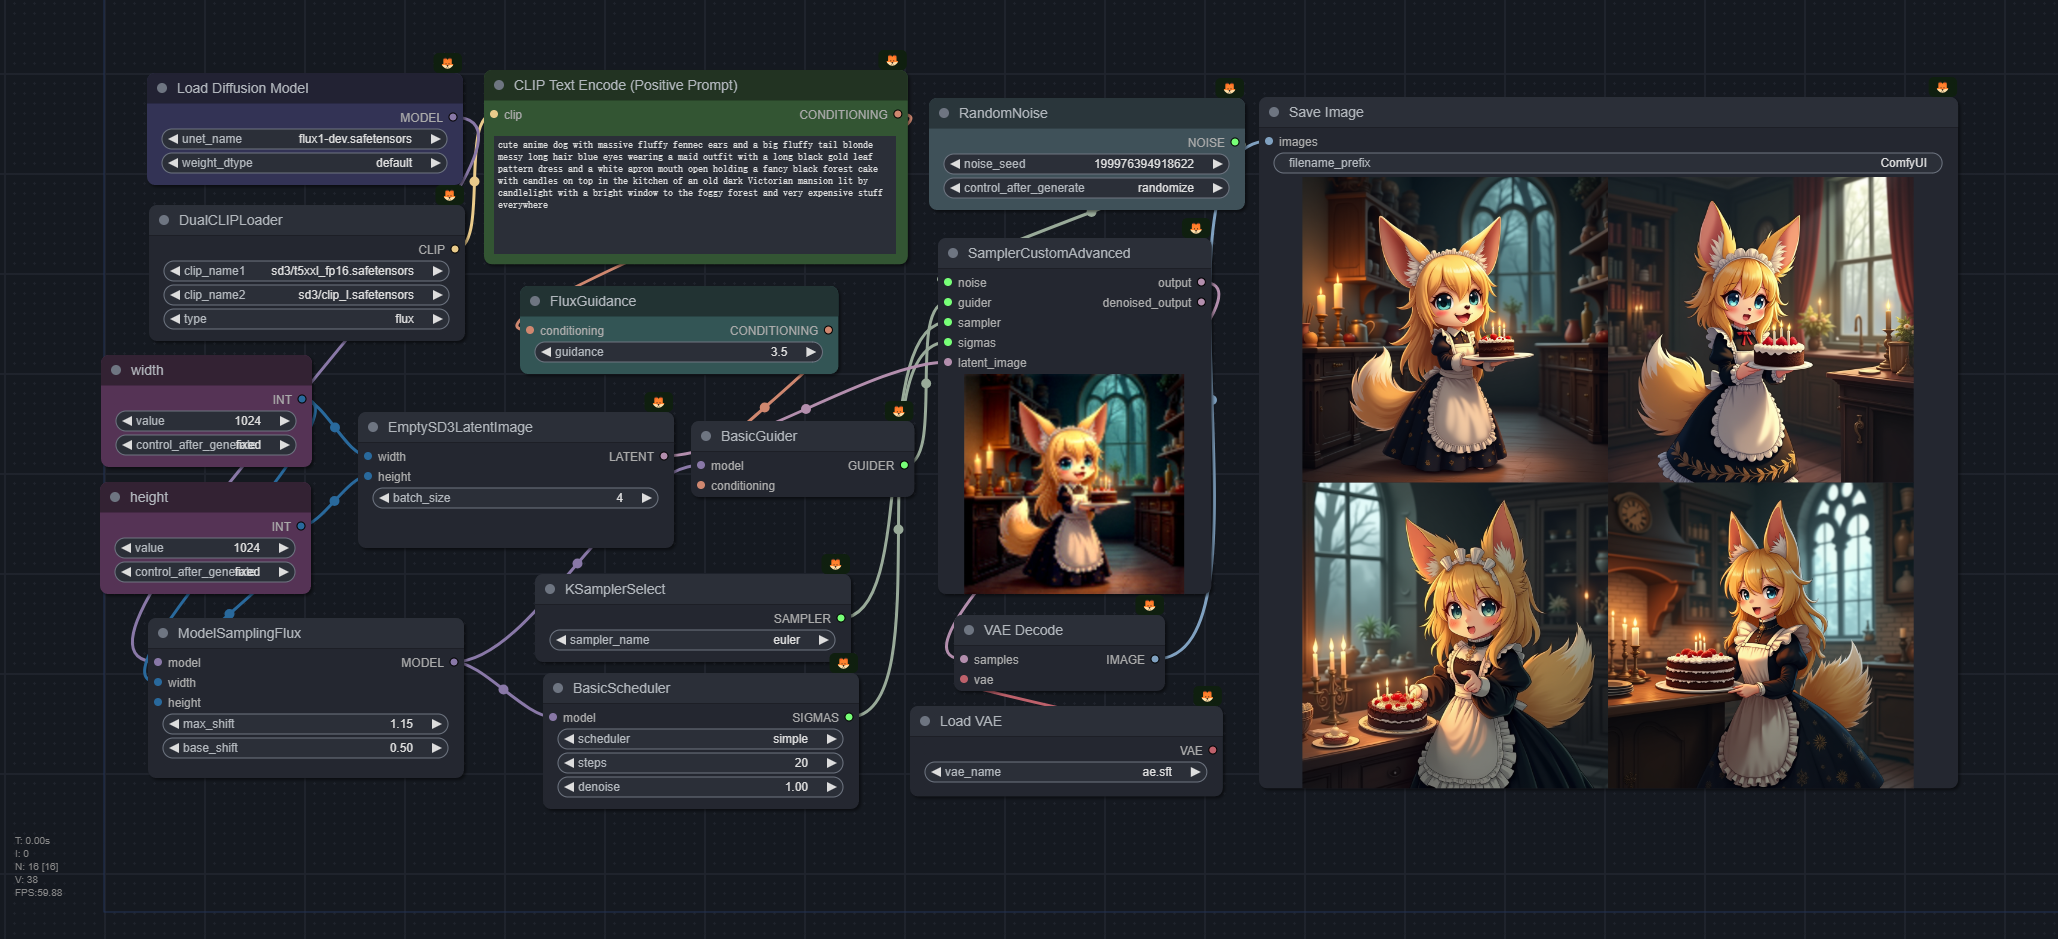 Load Diffusion Model
MODEL
unet_name flux1-dev.safetensors
weight_dtype default
DualCLIPLoader
CLIP
clip_name1 sd3/t5xxl_fp16.safetensors
clip_name2 sd3/clip_l.safetensors
type flux
width
INT
value 1024
control_after_generate fixed
height
INT
value 1024
control_after_generate fixed
ModelSamplingFlux
model MODEL
width
height
max_shift 1.15
base_shift 0.50
CLIP Text Encode (Positive Prompt)
clip CONDITIONING
cute anime dog with massive fluffy fennec ears and a big fluffy tail blonde
messy long hair blue eyes wearing a maid outfit with a long black gold leaf
pattern dress and a white apron mouth open holding a fancy black forest cake
with candles on top in the kitchen of an old dark Victorian mansion lit by
candlelight with a bright window to the foggy forest and very expensive stuff
everywhere
FluxGuidance
conditioning CONDITIONING
guidance 3.5
EmptySD3LatentImage
width LATENT
height
batch_size 4
BasicGuider
model GUIDER
conditioning
KSamplerSelect
SAMPLER
sampler_name euler
BasicScheduler
model SIGMAS
scheduler simple
steps 20
denoise 1.00
RandomNoise
NOISE
noise_seed 199976394918622
control_after_generate randomize
SamplerCustomAdvanced
noise output
guider denoised_output
sampler
sigmas
latent_image
VAE Decode
samples IMAGE
vae
Load VAE
VAE
vae_name ae.sft
Save Image
images
filename_prefix ComfyUI
T: 0.00s
I: 0
N: 16 [16]
V: 38
FPS:59.88